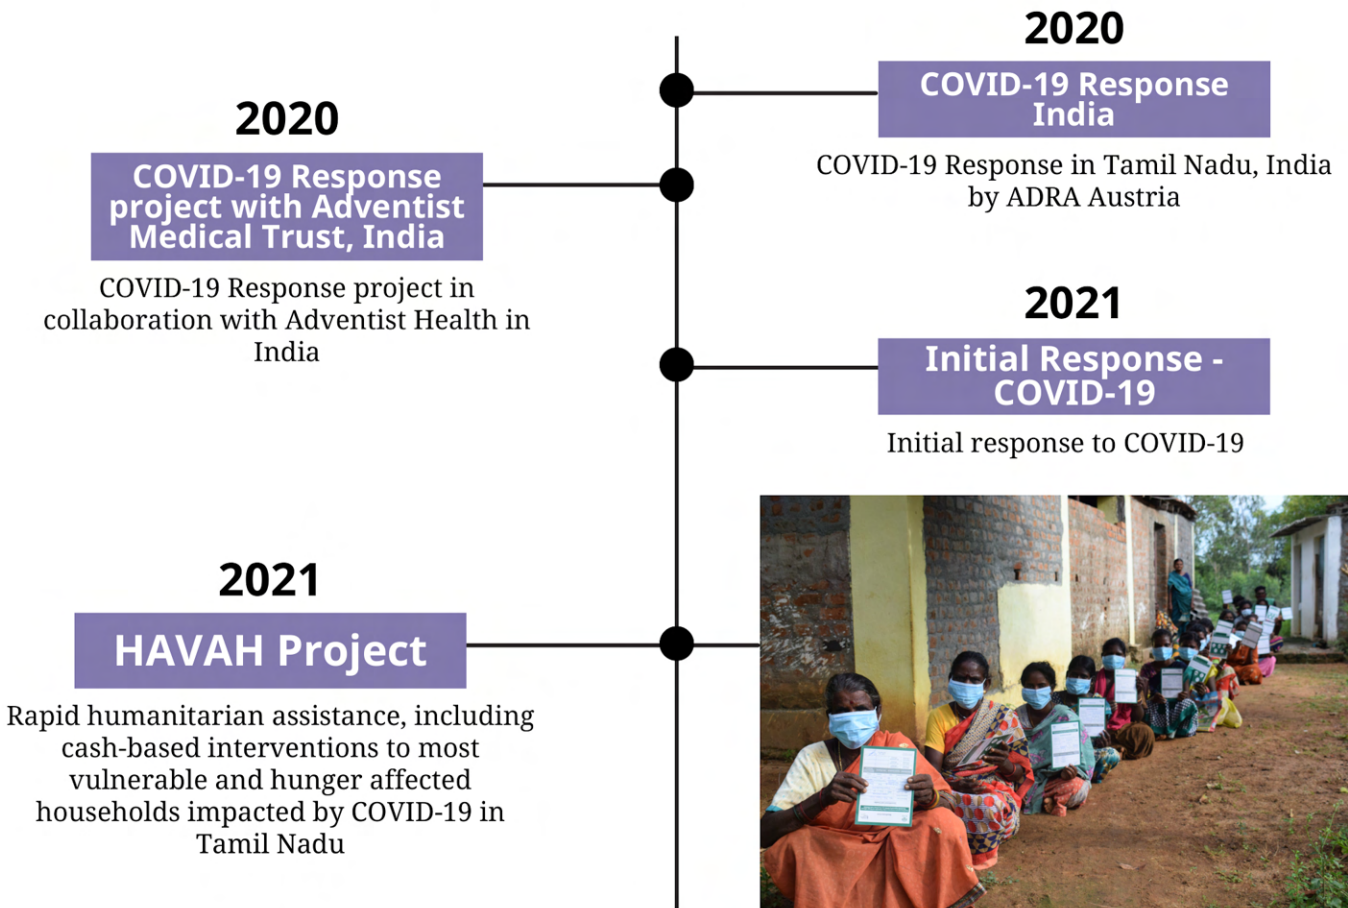 2020
COVID-19 Response
India
COVID-19 Response in Tamil Nadu, India
by ADRA Austria
2020
COVID-19 Response
project with Adventist
Medical Trust, India
COVID-19 Response project in
collaboration with Adventist Health in
India
2021
Initial Response -
COVID-19
Initial response to COVID-19
2021
HAVAH Project
Rapid humanitarian assistance, including
cash-based interventions to most
vulnerable and hunger affected
households impacted by COVID-19 in
Tamil Nadu